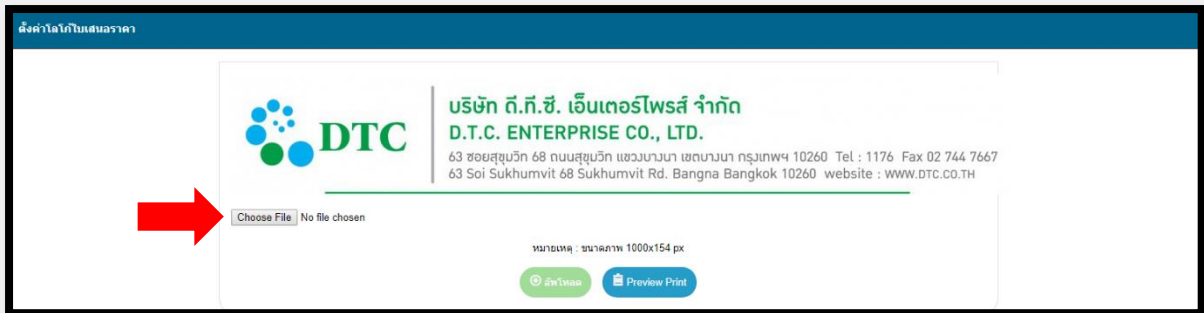 ตั้งค่าโลโก้ใบเสนอราคา
DTC
บริษัท ดี.ที.ซี. เอ็นเตอร์ไพรส์ จำกัด
D.T.C. ENTERPRISE CO., LTD.
63 ซอยสุขุมวิท 68 ถนนสุขุมวิท แขวงบางนา เขตบางนา กรุงเทพฯ 10260 Tel : 1176 Fax 02 744 7667
63 Soi Sukhumvit 68 Sukhumvit Rd. Bangna Bangkok 10260 website : WWW.DTC.CO.TH
Choose File No file chosen
หมายเหตุ : ขนาดภาพ 1000x154 px
อัพโหลด Preview Print